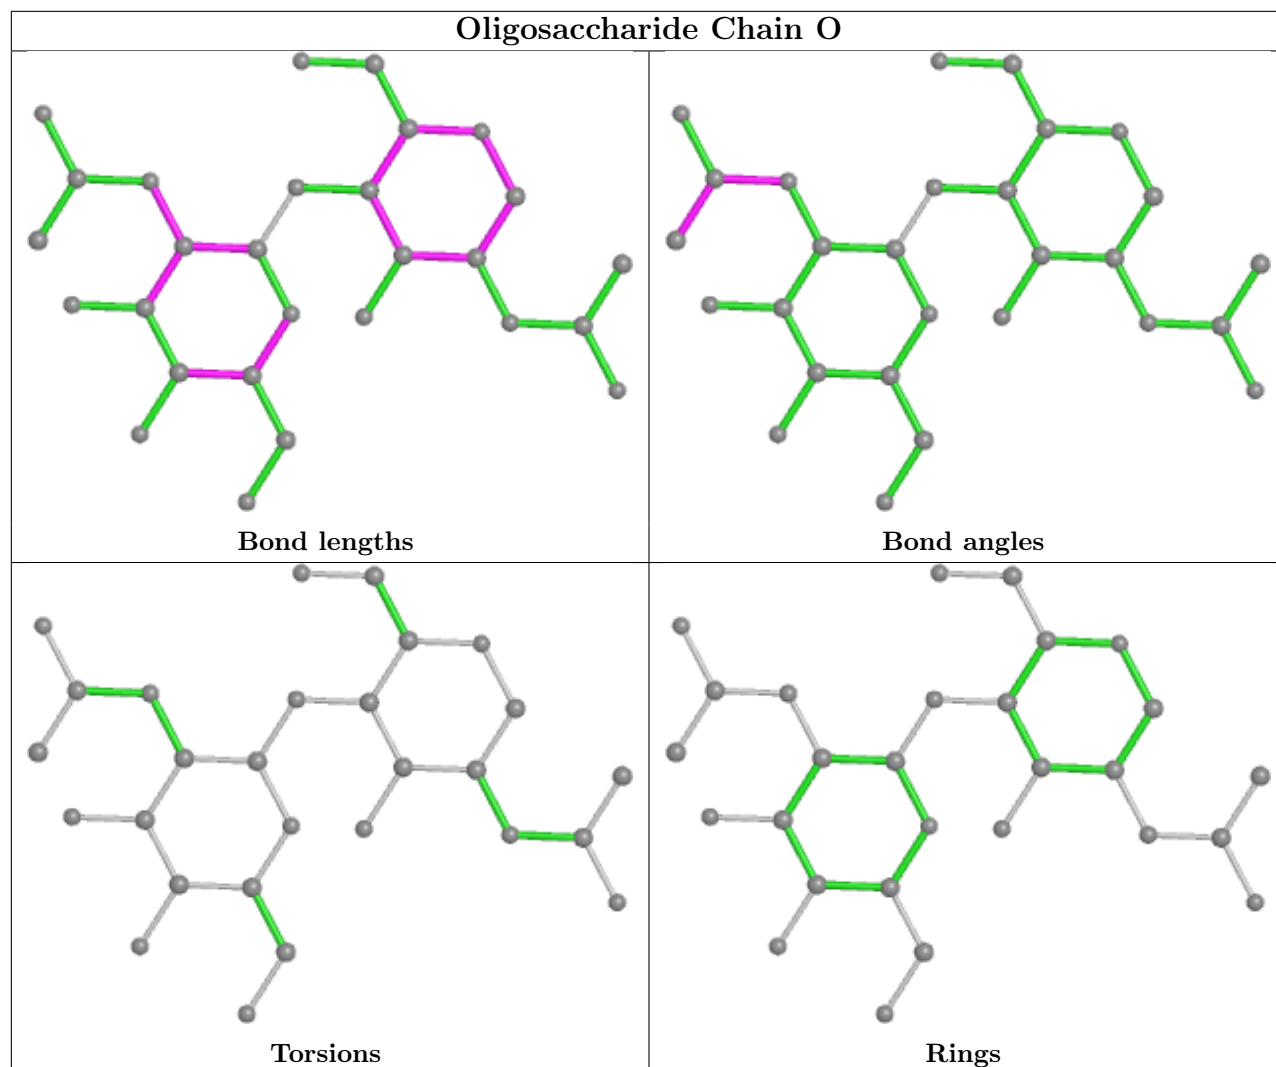 Oligosaccharide Chain O
Bond lengths
Bond angles
Torsions
Rings